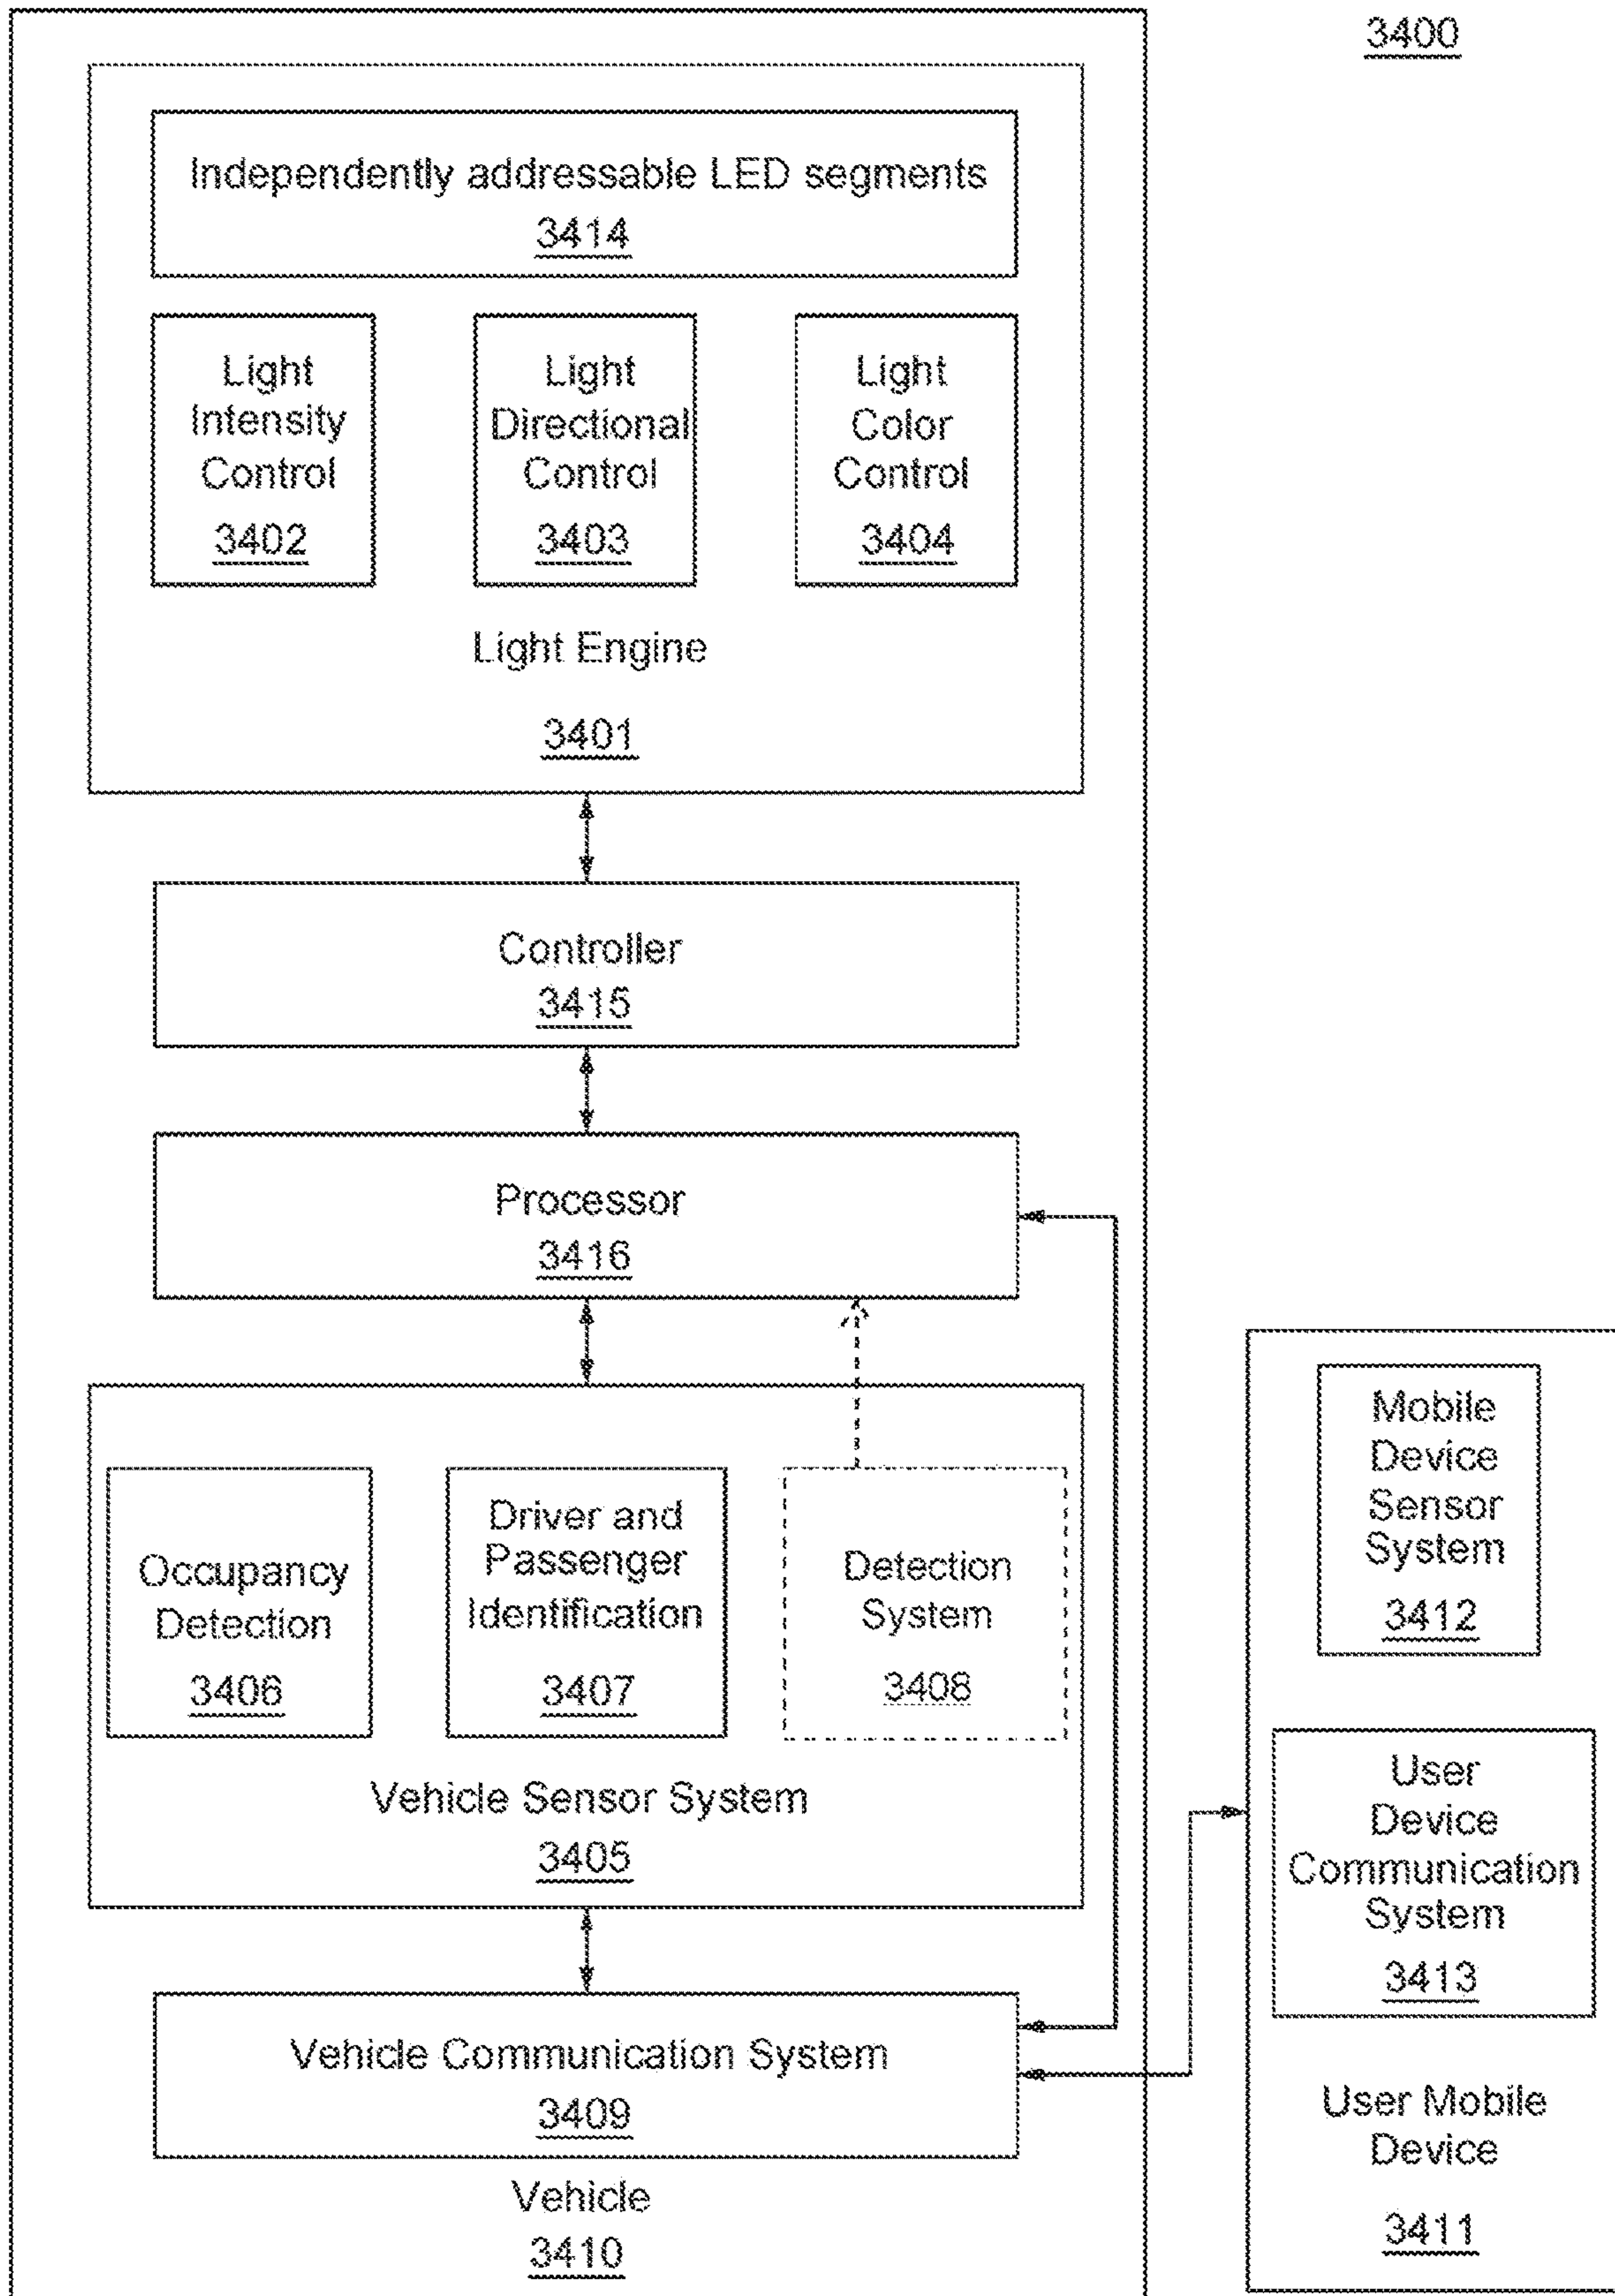 3400
Independently addressable LED segments
3414
Light
Intensity
Control
3402
Light
Directional
Control
3403
Light
Color
Control
3404
Light Engine
3401
Controller
3415
Processor
3416
Occupancy
Detection
3406
Driver and
Passenger
Identification
3407
Detection
System
3408
Vehicle Sensor System
3405
Vehicle Communication System
3409
Vehicle
3410
Mobile
Device
Sensor
System
3412
User
Device
Communication
System
3413
User Mobile
Device
3411